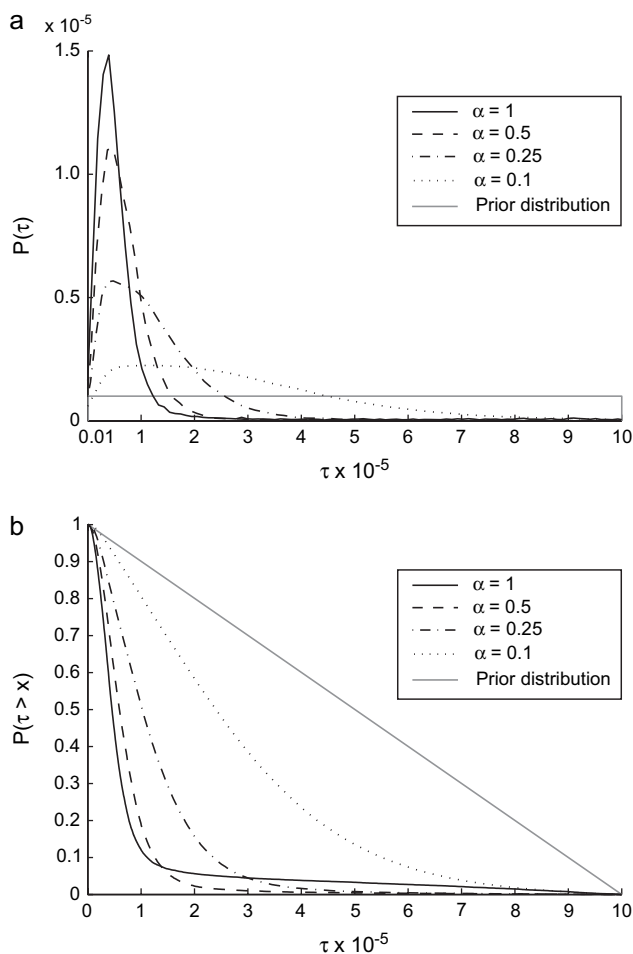 a
x 10⁻⁵
1.5
1.0
0.5
0
P(τ)
α = 1
α = 0.5
α = 0.25
α = 0.1
Prior distribution
0.01 1 2 3 4 5 6 7 8 9 10
τ x 10⁻⁵
b
1
0.9
0.8
0.7
0.6
0.5
0.4
0.3
0.2
0.1
0
P(τ > x)
α = 1
α = 0.5
α = 0.25
α = 0.1
Prior distribution
0 1 2 3 4 5 6 7 8 9 10
τ x 10⁻⁵